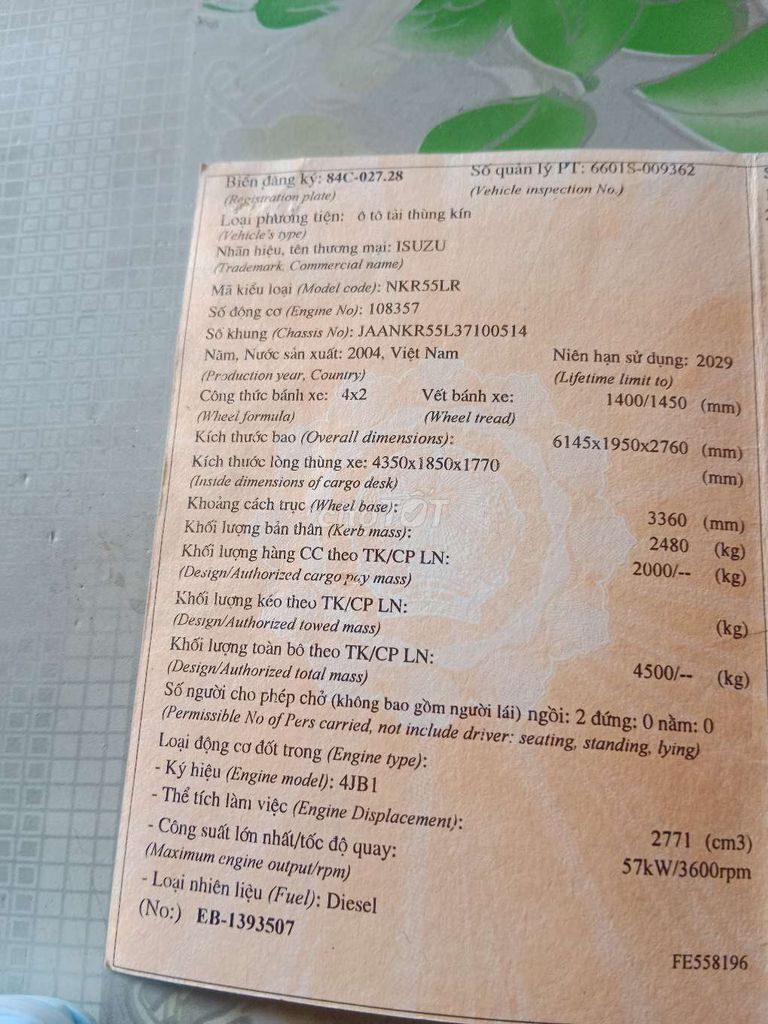 Biển đăng ký: 84C-027.28 Số quản lý PT: 6601S-009362
(Registration plate) (Vehicle inspection No.)
Loại phương tiện: ô tô tải thùng kín
(Vehicle's type)
Nhãn hiệu, tên thương mại: ISUZU
(Trademark, Commercial name)
Mã kiểu loại (Model code): NKR55LR
Số động cơ (Engine No): 108357
Số khung (Chassis No): JAANKR55L37100514
Năm, Nước sản xuất: 2004, Việt Nam Niên hạn sử dụng: 2029
(Production year, Country) (Lifetime limit to)
Công thức bánh xe: 4x2 Vết bánh xe: 1400/1450 (mm)
(Wheel formula) (Wheel tread)
Kích thước bao (Overall dimensions): 6145x1950x2760 (mm)
Kích thước lòng thùng xe: 4350x1850x1770 (mm)
(Inside dimensions of cargo desk)
Khoảng cách trục (Wheel base): 3360 (mm)
Khối lượng bản thân (Kerb mass): 2480 (kg)
Khối lượng hàng CC theo TK/CP LN: 2000/-- (kg)
(Design/Authorized cargo pay mass)
Khối lượng kéo theo TK/CP LN: (kg)
(Design/Authorized towed mass)
Khối lượng toàn bộ theo TK/CP LN: 4500/-- (kg)
(Design/Authorized total mass)
Số người cho phép chở (không bao gồm người lái) ngồi: 2 đứng: 0 nằm: 0
(Permissible No of Pers carried, not include driver: seating, standing, lying)
Loại động cơ đốt trong (Engine type):
- Ký hiệu (Engine model): 4JB1
- Thể tích làm việc (Engine Displacement): 2771 (cm3)
- Công suất lớn nhất/tốc độ quay: 57kW/3600rpm
(Maximum engine output/rpm)
- Loại nhiên liệu (Fuel): Diesel
(No:) EB-1393507
FE558196